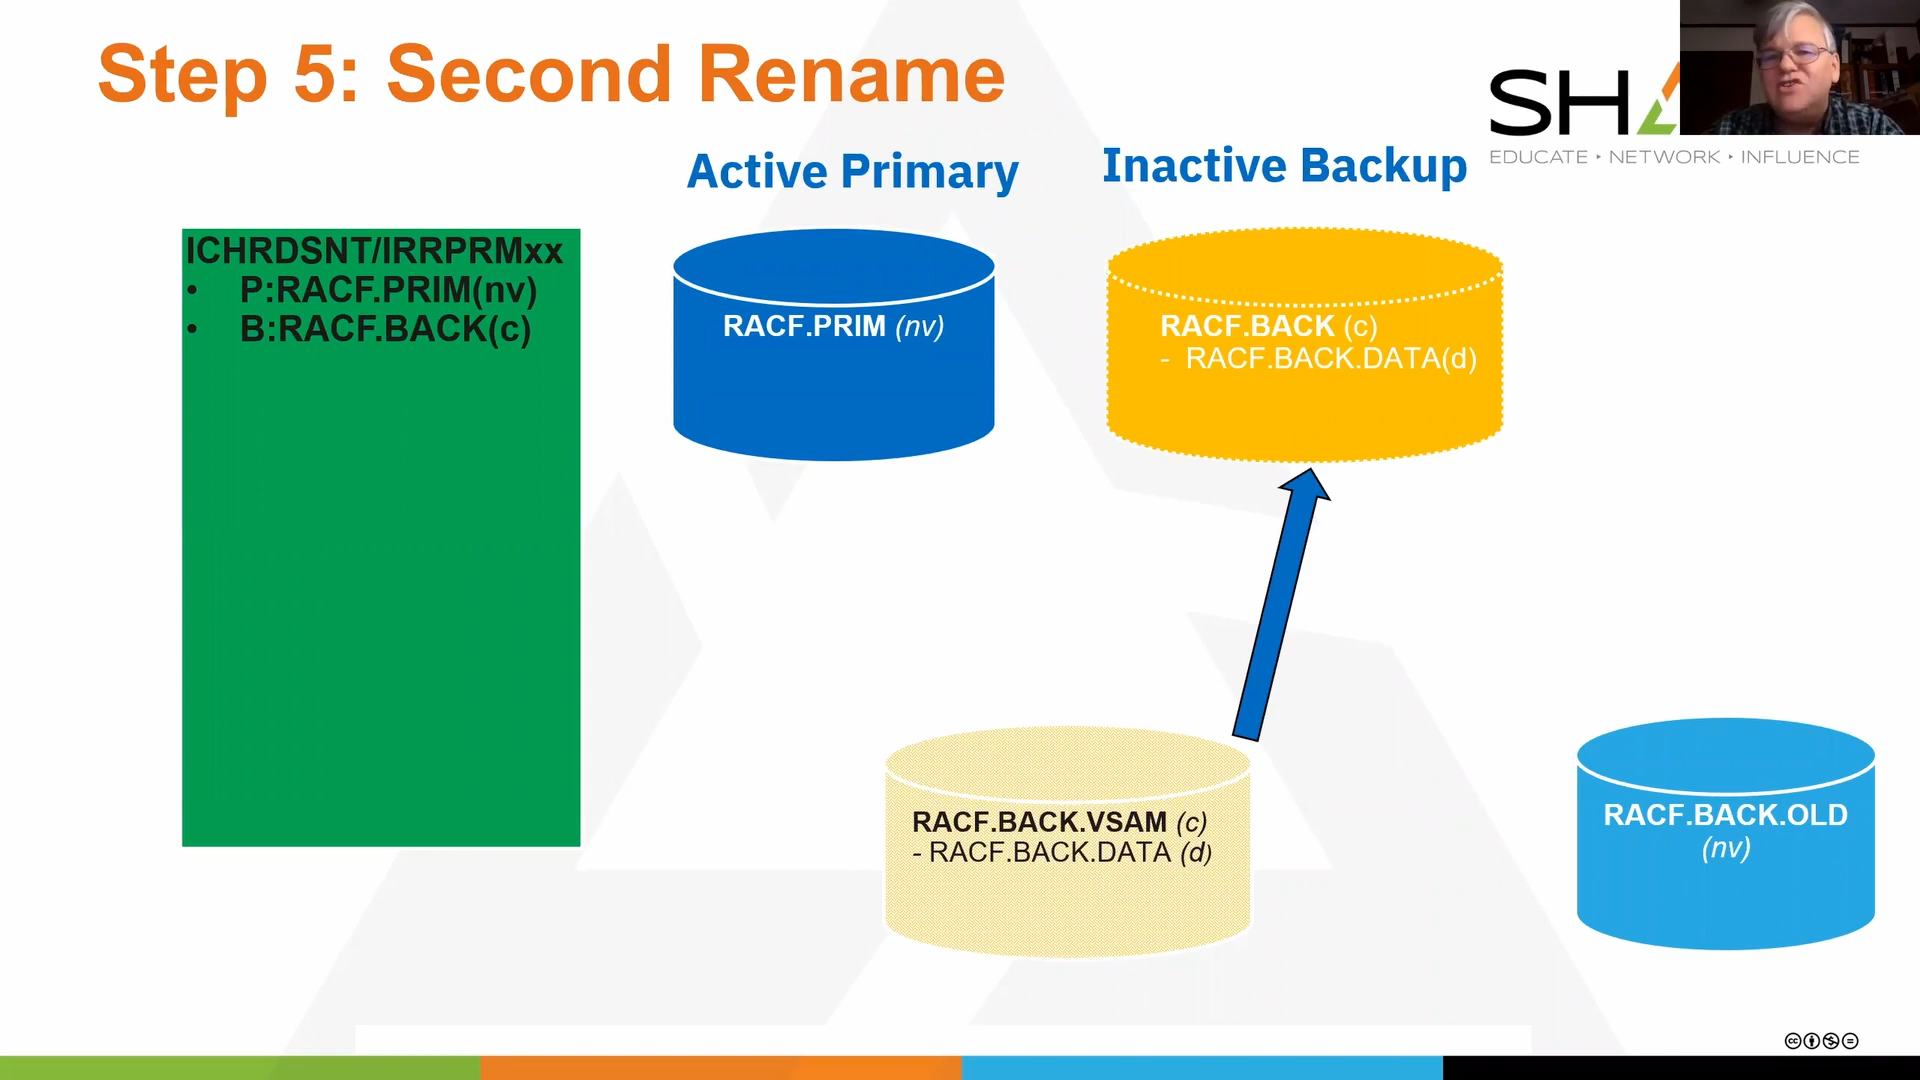 Step 5: Second Rename
SH
EDUCATE • NETWORK • INFLUENCE
Active Primary
Inactive Backup
ICHRDSNT/IRRPRMxx
• P:RACF.PRIM(nv)
• B:RACF.BACK(c)
RACF.PRIM (nv)
RACF.BACK (c)
- RACF.BACK.DATA(d)
RACF.BACK.VSAM (c)
- RACF.BACK.DATA (d)
RACF.BACK.OLD
(nv)
cc